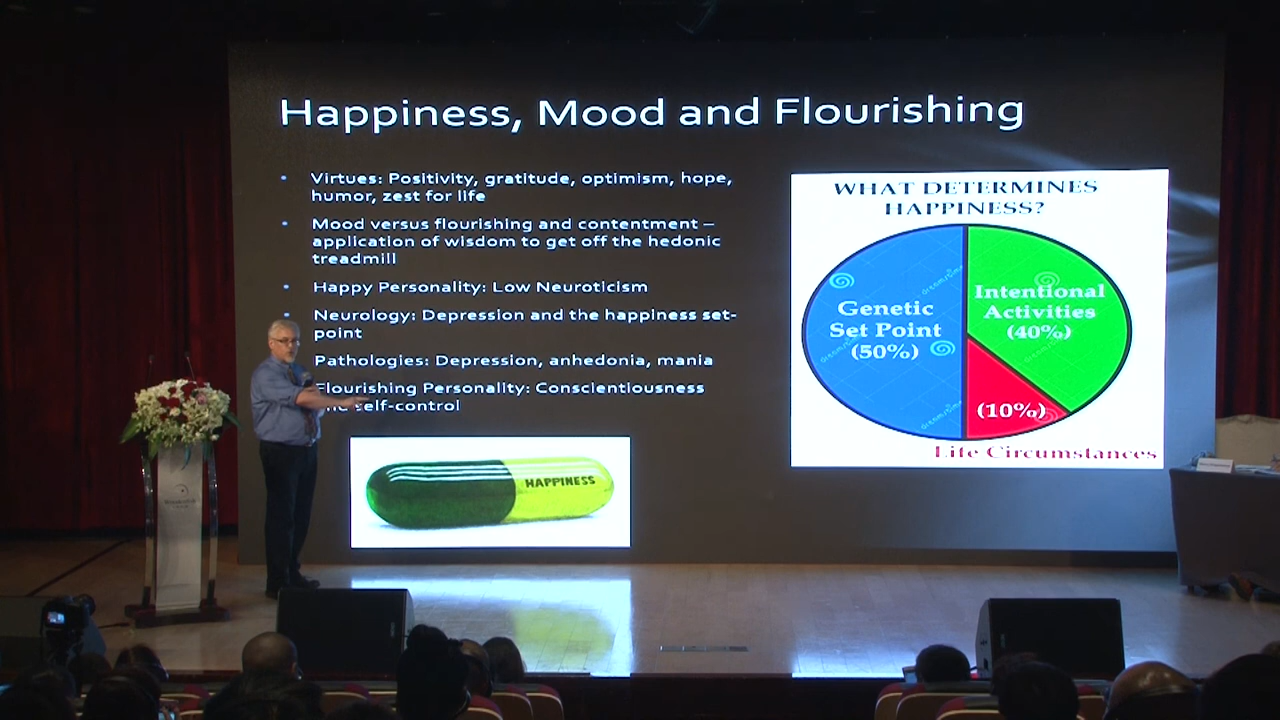 Happiness, Mood and Flourishing
• Virtues: Positivity, gratitude, optimism, hope,
humor, zest for life
• Mood versus flourishing and contentment –
application of wisdom to get off the hedonic
treadmill
• Happy Personality: Low Neuroticism
• Neurology: Depression and the happiness set-
point
Pathologies: Depression, anhedonia, mania
Flourishing Personality: Conscientiousness
self-control
HAPPINESS
WHAT DETERMINES
HAPPINESS?
Genetic
Set Point
(50%)
Intentional
Activities
(40%)
(10%)
Life Circumstances